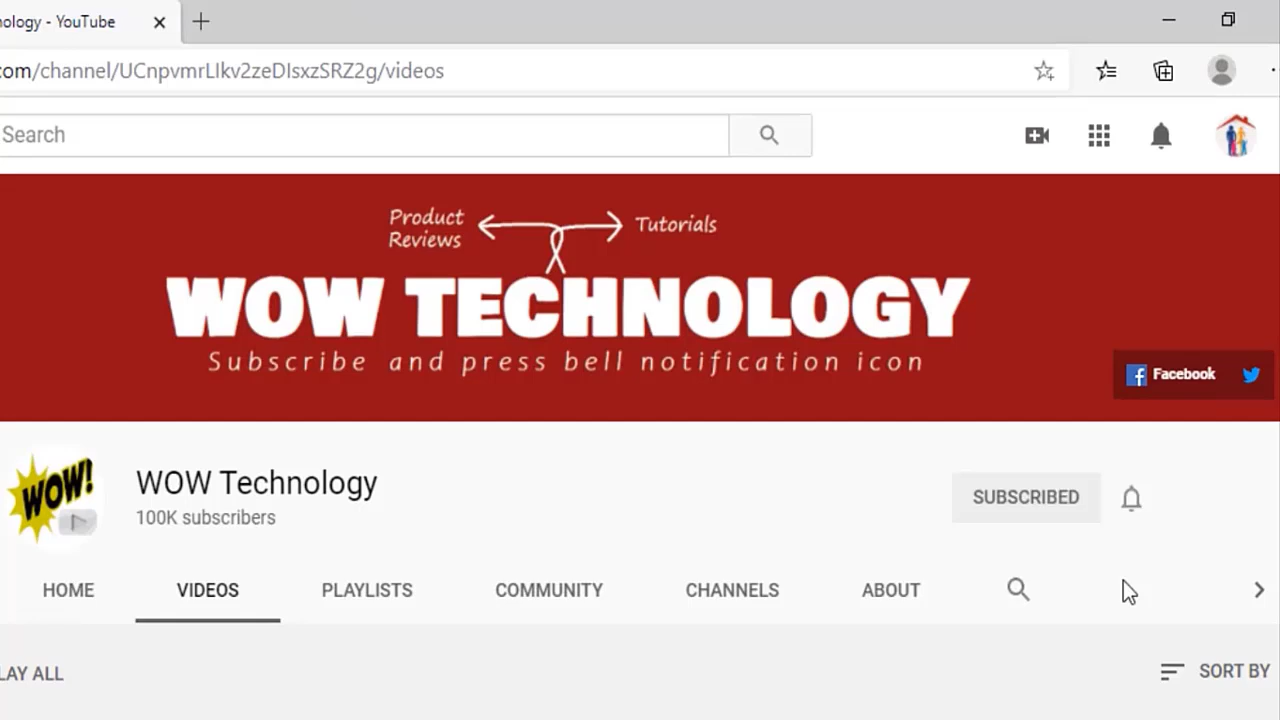 nology - YouTube
com/channel/UCnpvmrLIkv2zeDIsxzSRZ2g/videos
Search
Product Reviews
Tutorials
WOW TECHNOLOGY
Subscribe and press bell notification icon
Facebook
WOW!
WOW Technology
100K subscribers
SUBSCRIBED
HOME VIDEOS PLAYLISTS COMMUNITY CHANNELS ABOUT
LAY ALL
SORT BY